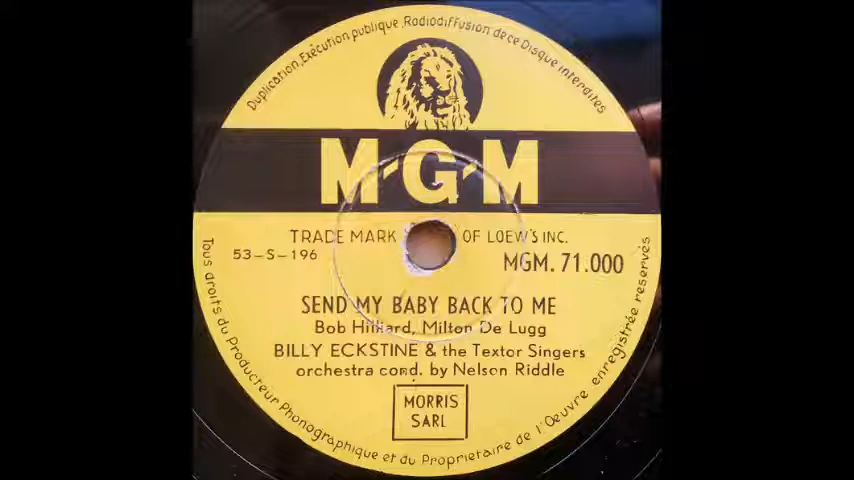 Duplication, Exécution publique, Radiodiffusion de ce Disque interdites
M-G-M
TRADE MARK OF LOEW'S INC.
53-S-196
MGM. 71.000
SEND MY BABY BACK TO ME
Bob Hilliard, Milton De Lugg
BILLY ECKSTINE & the Textor Singers
orchestra cond. by Nelson Riddle
MORRIS
SARL
Tous droits du Producteur Phonographique et du Propriétaire de l'Oeuvre enregistrée reservés